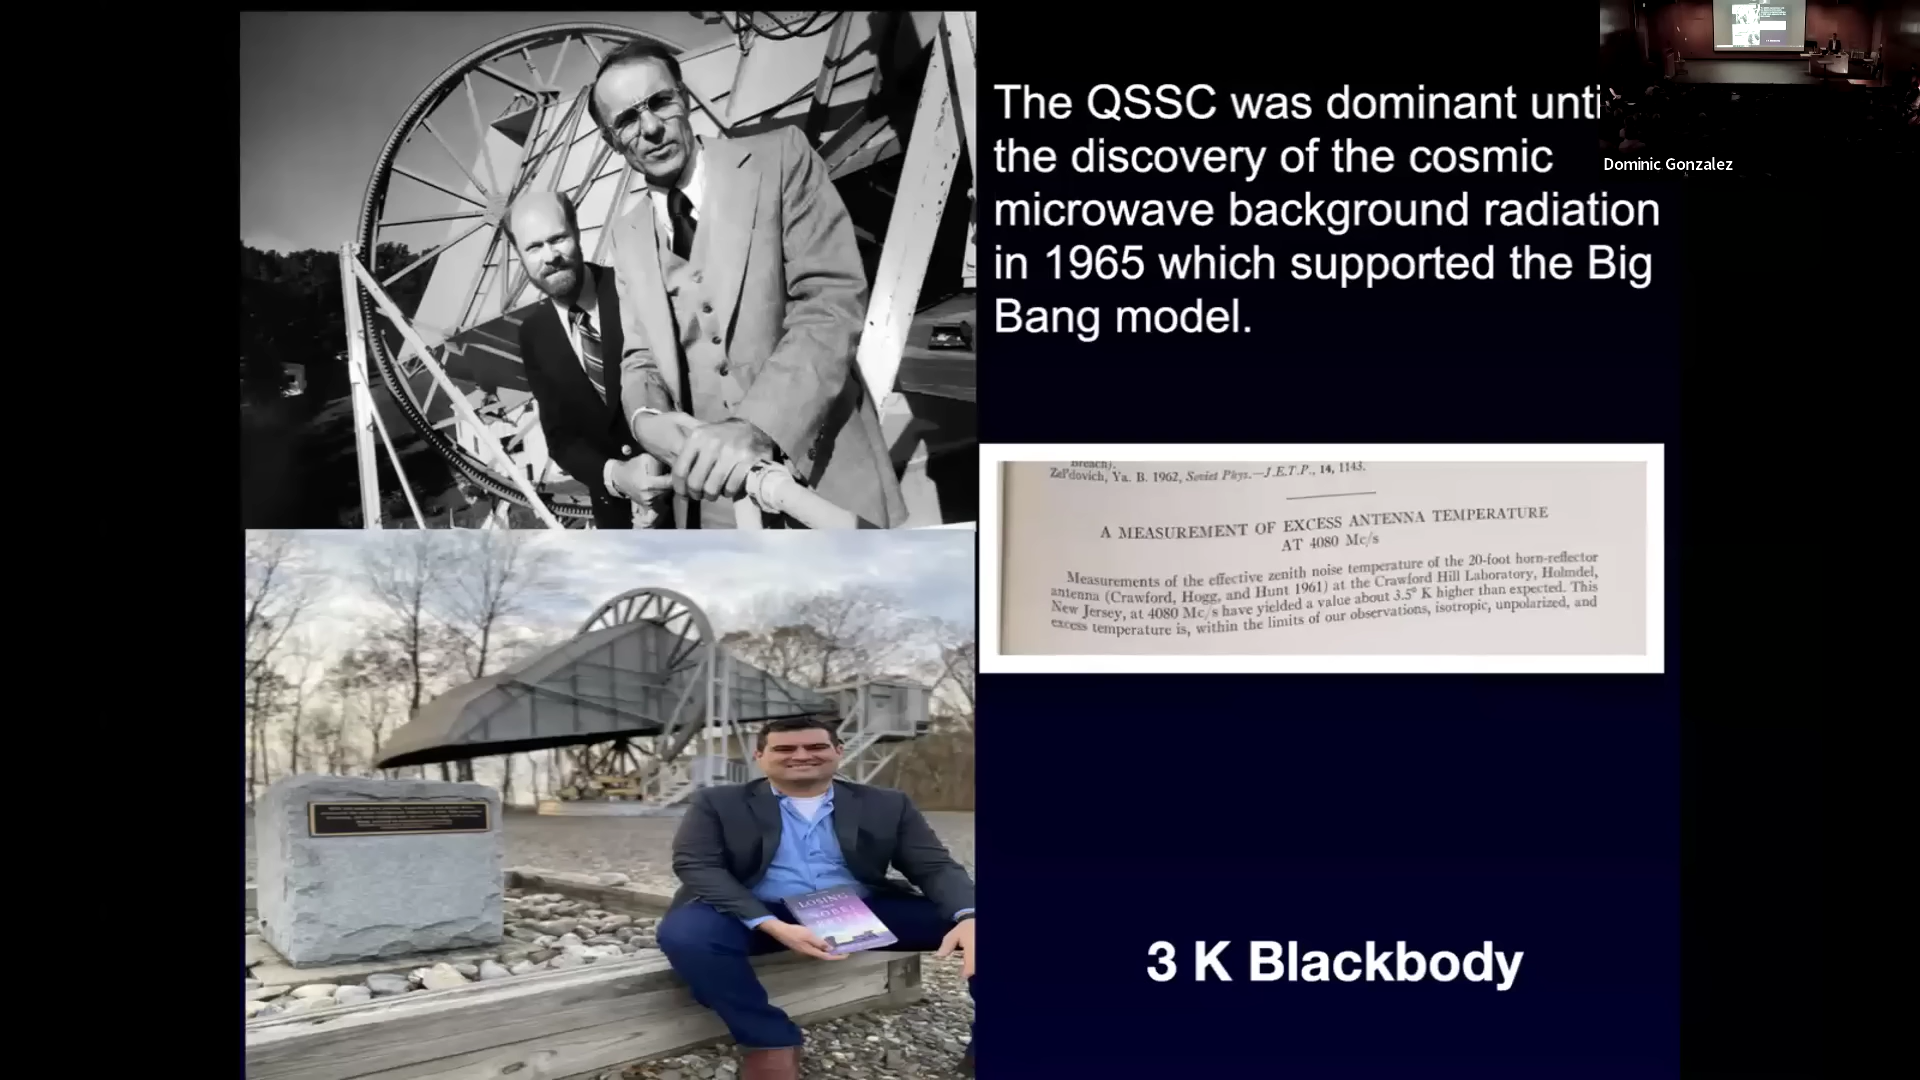 The QSSC was dominant unti
the discovery of the cosmic
microwave background radiation
in 1965 which supported the Big
Bang model.
Dominic Gonzalez
Breach).
Zel'dovich, Ya. B. 1962, Soviet Phys.—J.E.T.P., 14, 1143.
A MEASUREMENT OF EXCESS ANTENNA TEMPERATURE
AT 4080 Mc/s
Measurements of the effective zenith noise temperature of the 20-foot horn-reflector
antenna (Crawford, Hogg, and Hunt 1961) at the Crawford Hill Laboratory, Holmdel,
New Jersey, at 4080 Mc/s have yielded a value about 3.5° K higher than expected. This
excess temperature is, within the limits of our observations, isotropic, unpolarized, and
LOSING
NOBEL
3 K Blackbody